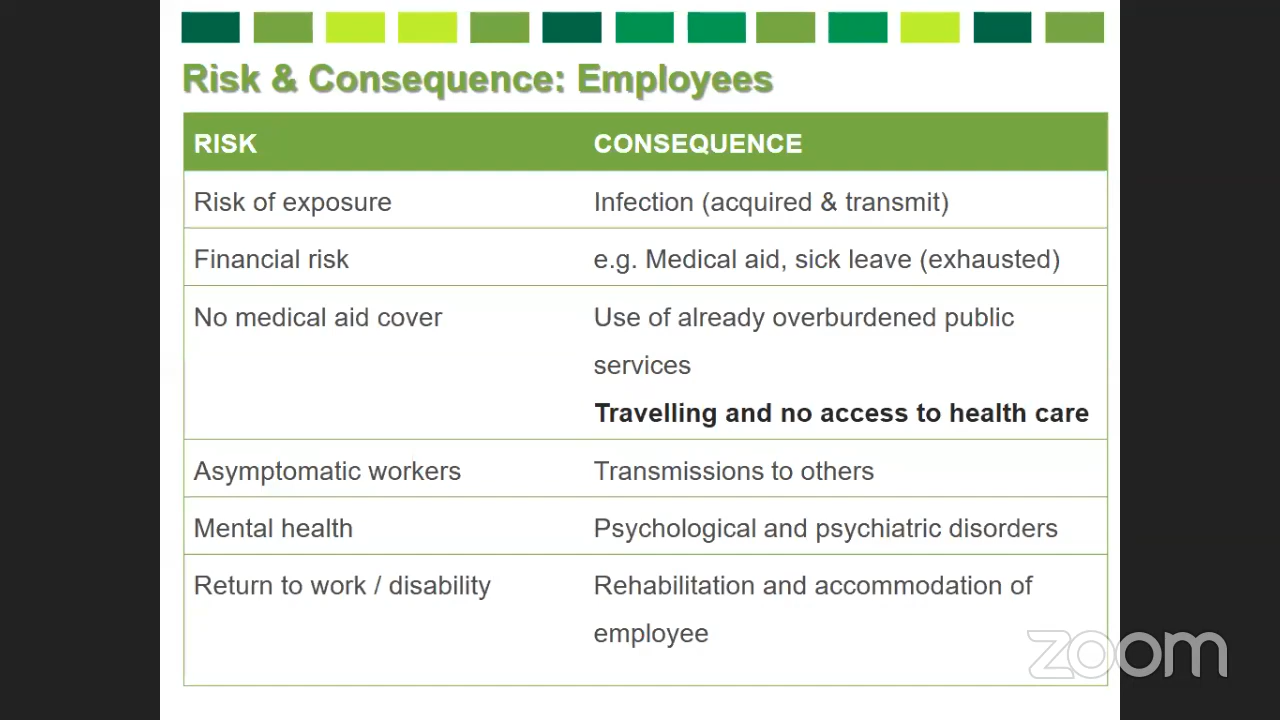 Risk & Consequence: Employees
RISK CONSEQUENCE
Risk of exposure Infection (acquired & transmit)
Financial risk e.g. Medical aid, sick leave (exhausted)
No medical aid cover Use of already overburdened public
services
Travelling and no access to health care
Asymptomatic workers Transmissions to others
Mental health Psychological and psychiatric disorders
Return to work / disability Rehabilitation and accommodation of
employee
zoom